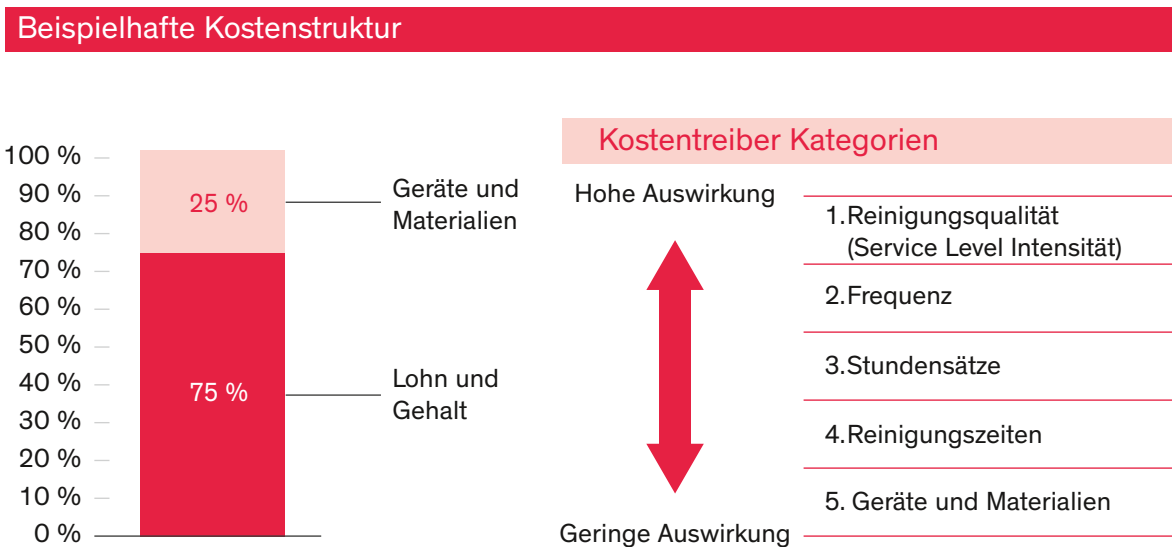 Beispielhafte Kostenstruktur
100 %
90 %
80 %
70 %
60 %
50 %
40 %
30 %
20 %
10 %
0 %
25 %
75 %
Geräte und
Materialien
Lohn und
Gehalt
Kostentreiber Kategorien
Hohe Auswirkung
Geringe Auswirkung
1.Reinigungsqualität
(Service Level Intensität)
2.Frequenz
3.Stundensätze
4.Reinigungszeiten
5. Geräte und Materialien